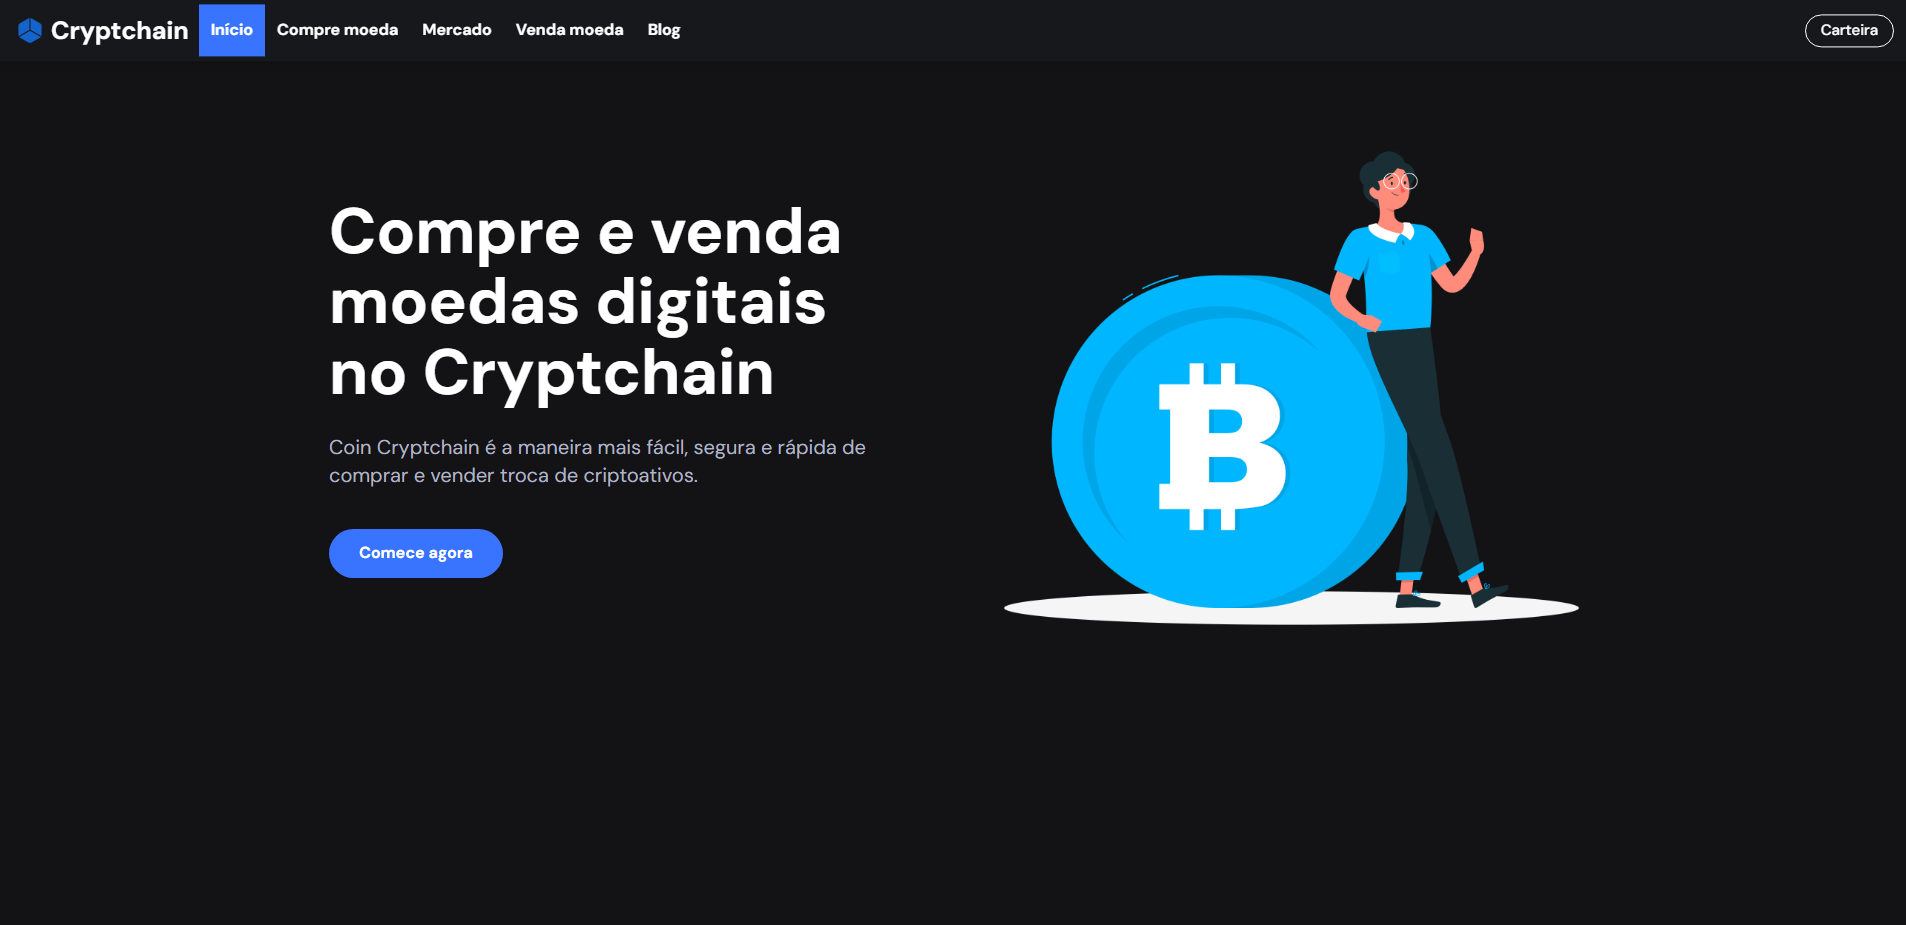 Cryptchain Início Compre moeda Mercado Venda moeda Blog Carteira
Compre e venda
moedas digitais
no Cryptchain
Coin Cryptchain é a maneira mais fácil, segura e rápida de
comprar e vender troca de criptoativos.
Comece agora